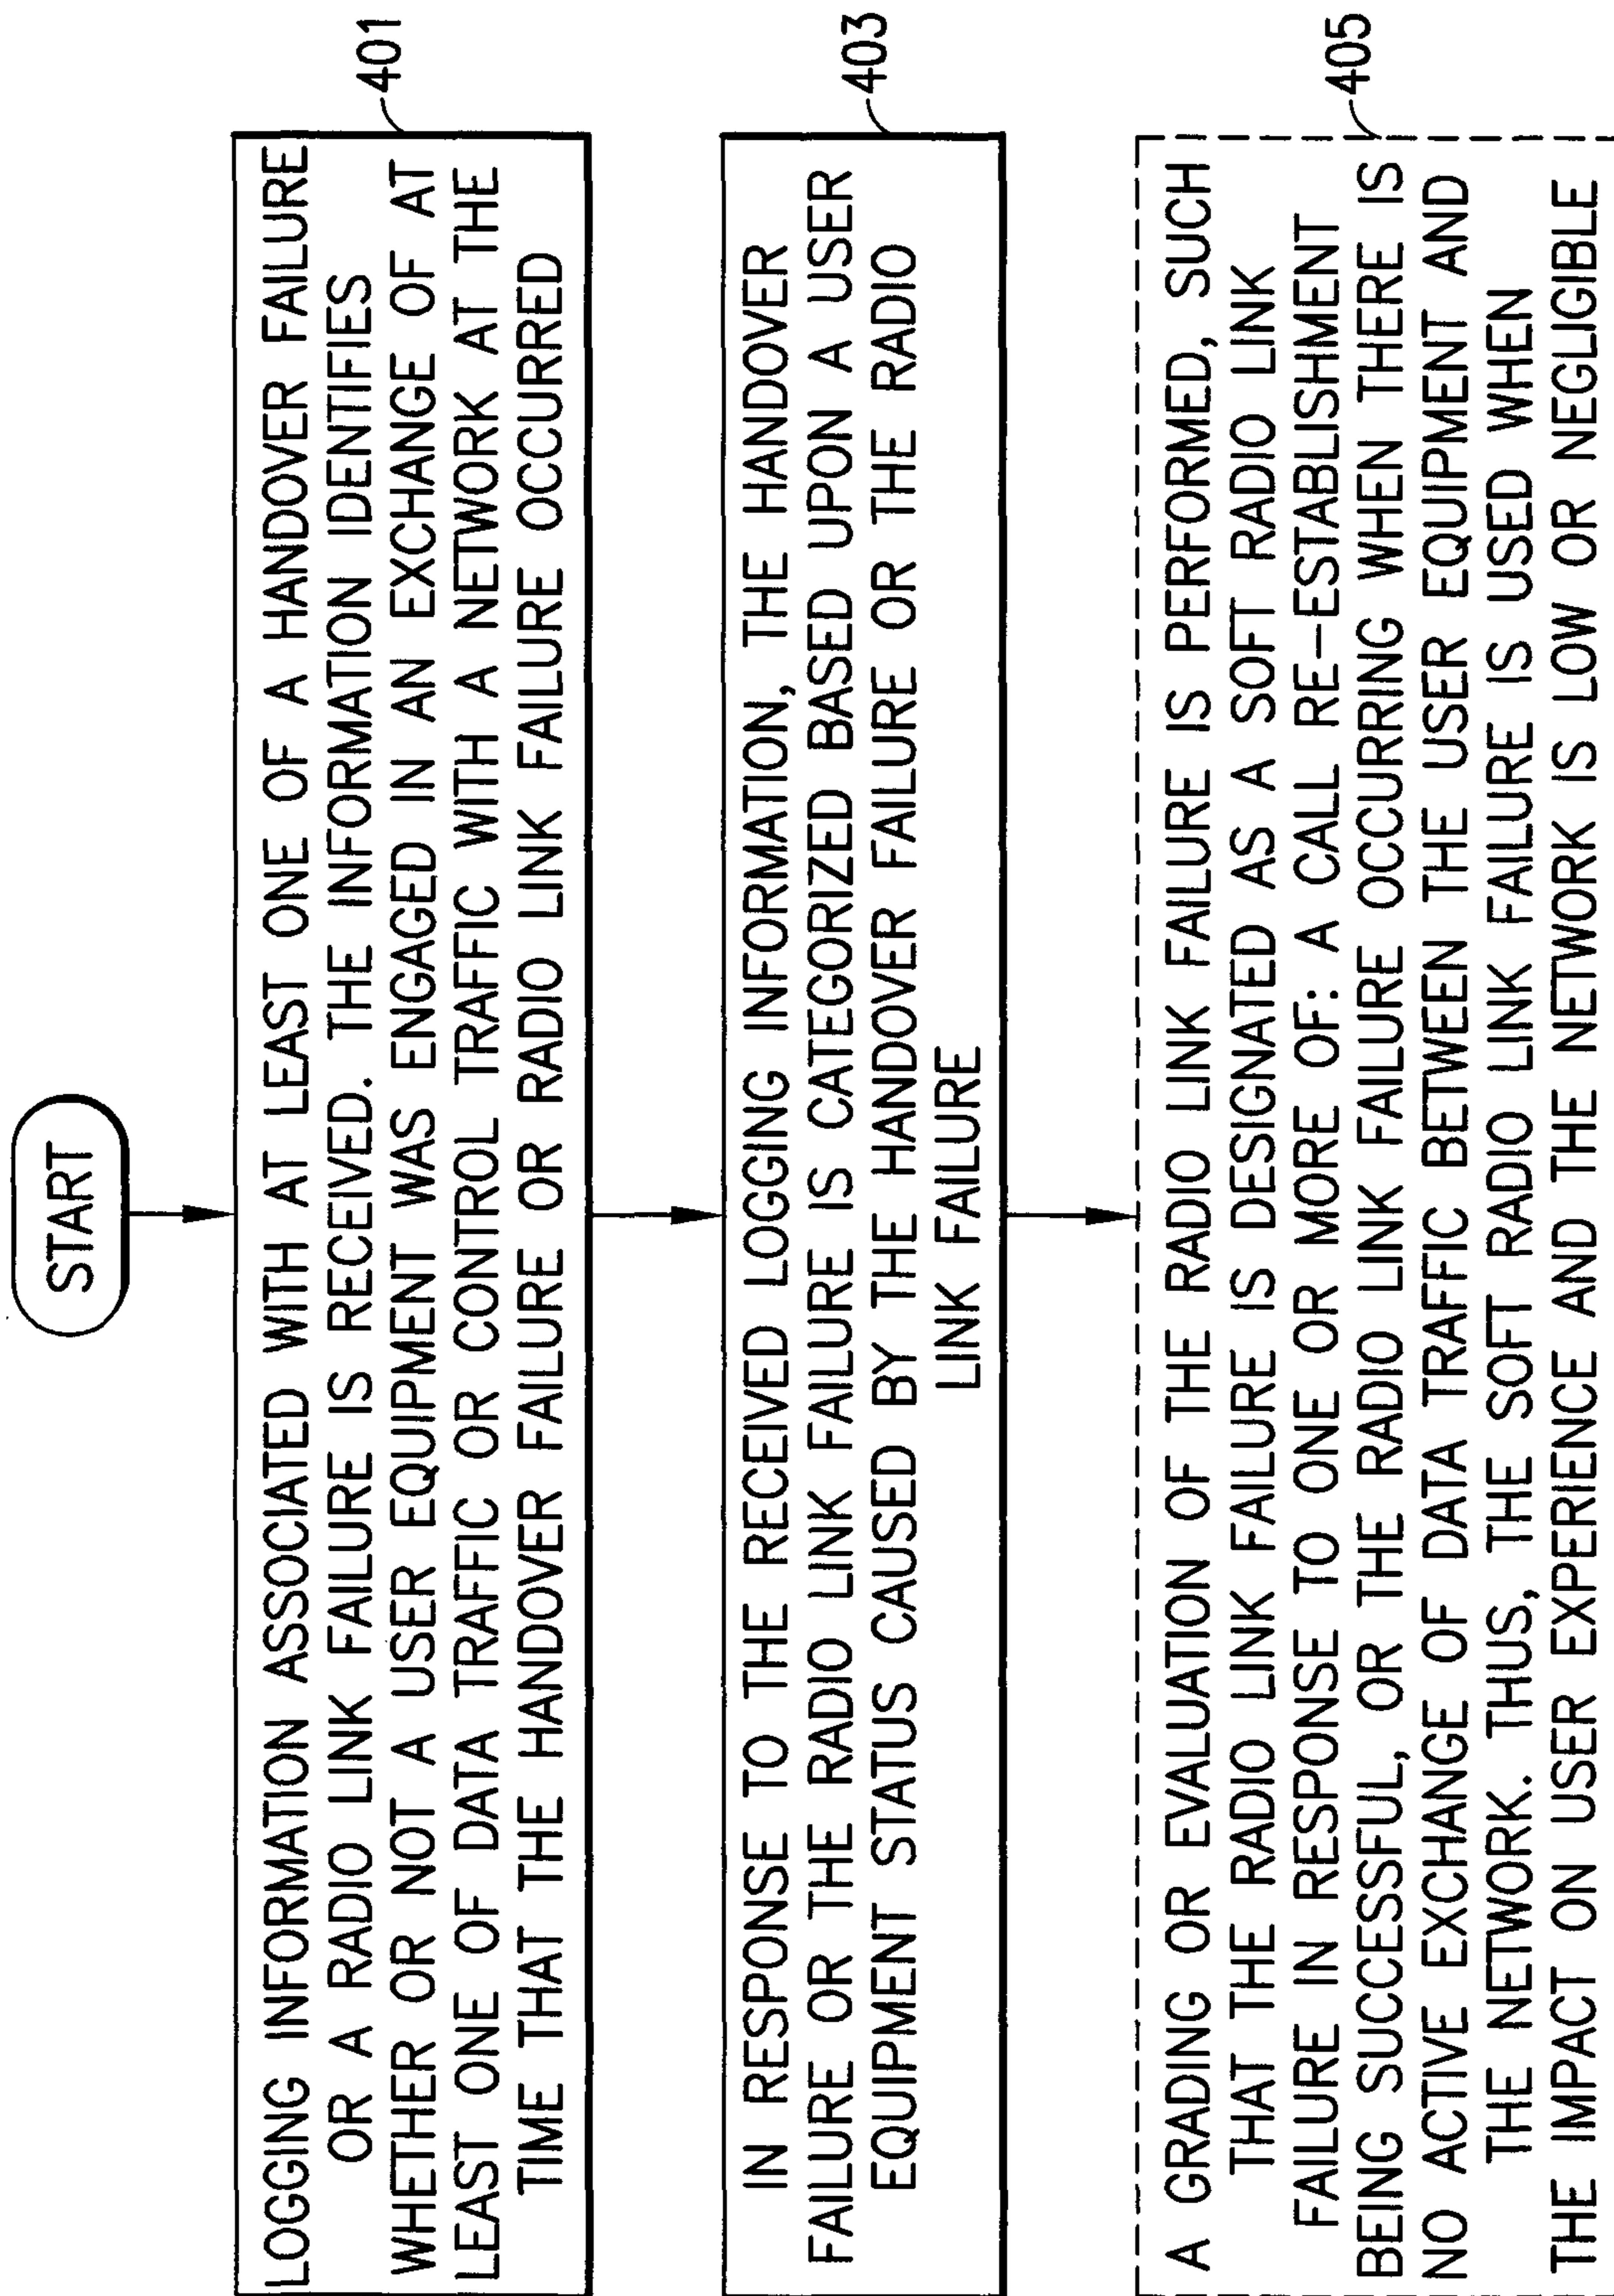 START
401
LOGGING INFORMATION ASSOCIATED WITH AT LEAST ONE OF A HANDOVER FAILURE
OR A RADIO LINK FAILURE IS RECEIVED. THE INFORMATION IDENTIFIES
WHETHER OR NOT A USER EQUIPMENT WAS ENGAGED IN AN EXCHANGE OF AT
LEAST ONE OF DATA TRAFFIC OR CONTROL TRAFFIC WITH A NETWORK AT THE
TIME THAT THE HANDOVER FAILURE OR RADIO LINK FAILURE OCCURRED
403
IN RESPONSE TO THE RECEIVED LOGGING INFORMATION, THE HANDOVER
FAILURE OR THE RADIO LINK FAILURE IS CATEGORIZED BASED UPON A USER
EQUIPMENT STATUS CAUSED BY THE HANDOVER FAILURE OR THE RADIO
LINK FAILURE
405
A GRADING OR EVALUATION OF THE RADIO LINK FAILURE IS PERFORMED, SUCH
THAT THE RADIO LINK FAILURE IS DESIGNATED AS A SOFT RADIO LINK
FAILURE IN RESPONSE TO ONE OR MORE OF: A CALL RE-ESTABLISHMENT
BEING SUCCESSFUL, OR THE RADIO LINK FAILURE OCCURRING WHEN THERE IS
NO ACTIVE EXCHANGE OF DATA TRAFFIC BETWEEN THE USER EQUIPMENT AND
THE NETWORK. THUS, THE SOFT RADIO LINK FAILURE IS USED WHEN
THE IMPACT ON USER EXPERIENCE AND THE NETWORK IS LOW OR NEGLIGIBLE